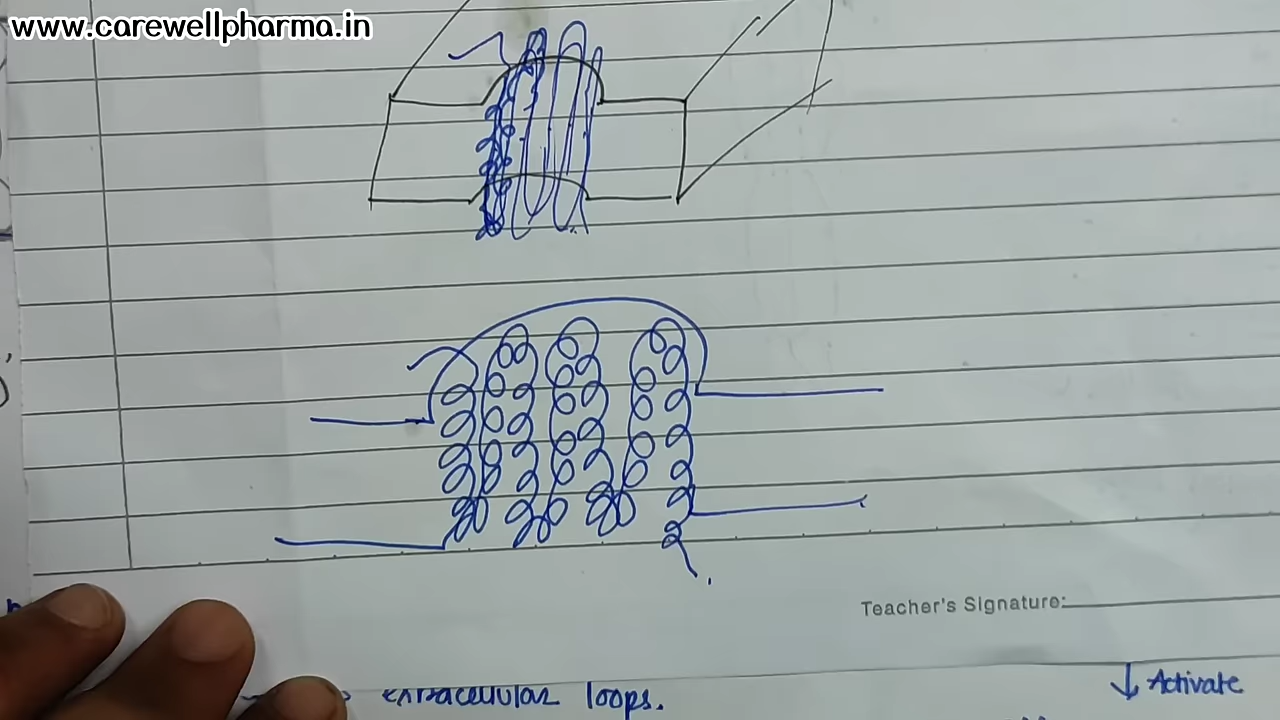 www.carewellpharma.in
Teacher's Signature:
Activate
extracellular loops.